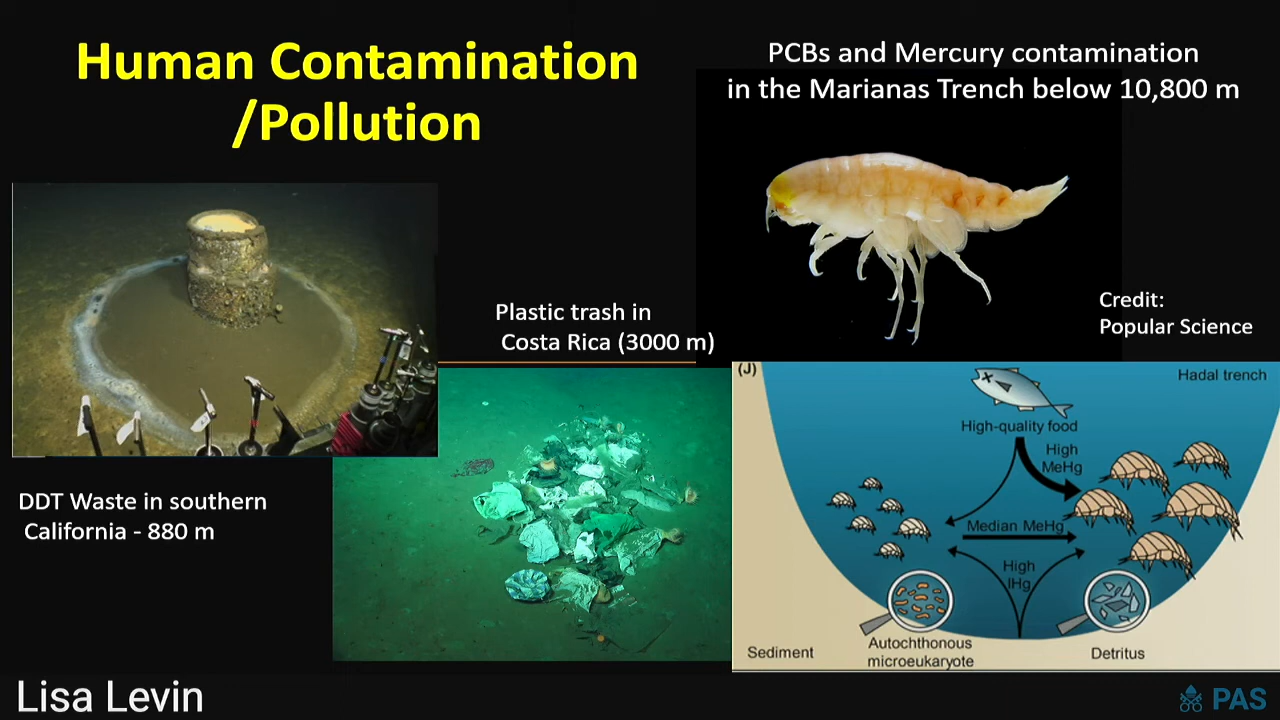 Human Contamination
/Pollution
PCBs and Mercury contamination
in the Marianas Trench below 10,800 m
Credit:
Popular Science
Plastic trash in
Costa Rica (3000 m)
DDT Waste in southern
California - 880 m
(J)
Hadal trench
High-quality food
High
MeHg
Median MeHg
High
IHg
Sediment
Autochthonous
microeukaryote
Detritus
Lisa Levin
PAS